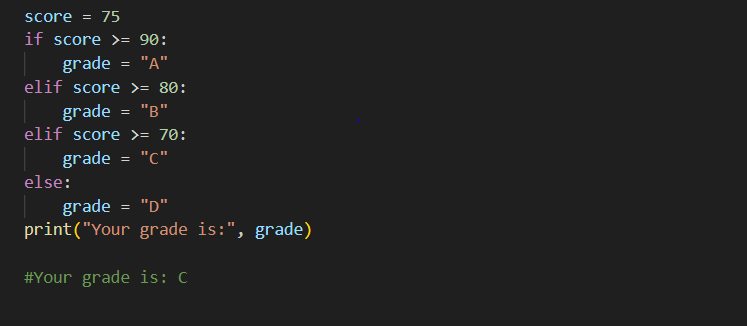 score = 75
if score >= 90:
    grade = "A"
elif score >= 80:
    grade = "B"
elif score >= 70:
    grade = "C"
else:
    grade = "D"
print("Your grade is:", grade)

#Your grade is: C